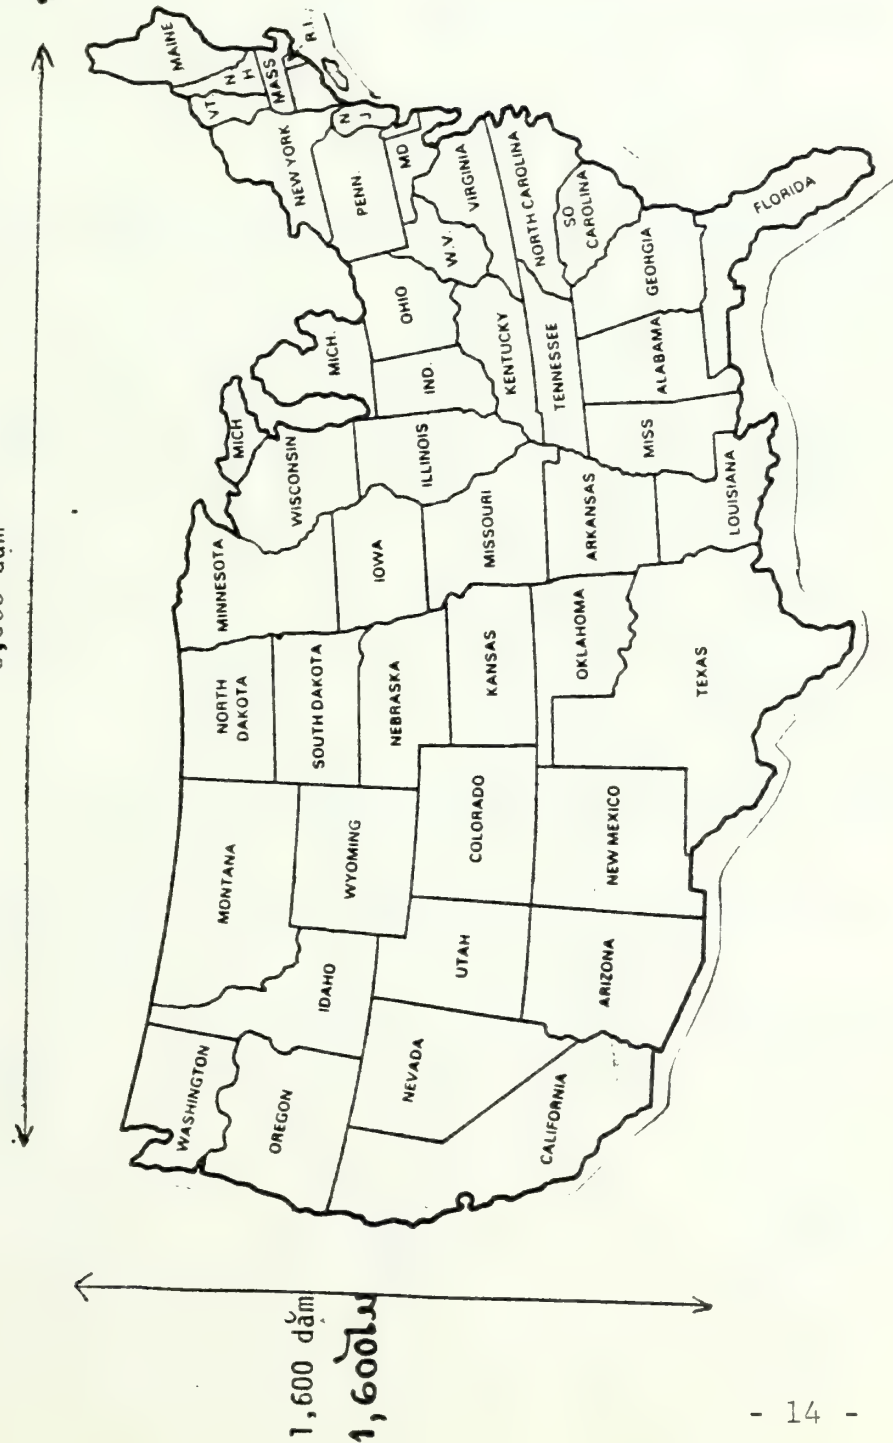 MAINE
VT.
N
H
MASS
R.I.
NEW YORK
PENN.
N
J
MD
W.V.
VIRGINIA
NORTH CAROLINA
SO
CAROLINA
GEORGIA
FLORIDA
OHIO
MICH.
MICH
IND.
KENTUCKY
TENNESSEE
ALABAMA
MISS
WISCONSIN
ILLINOIS
MINNESOTA
IOWA
MISSOURI
ARKANSAS
LOUISIANA
NORTH
DAKOTA
SOUTH DAKOTA
NEBRASKA
KANSAS
OKLAHOMA
TEXAS
MONTANA
WYOMING
COLORADO
NEW MEXICO
IDAHO
UTAH
ARIZONA
WASHINGTON
OREGON
NEVADA
CALIFORNIA
1,600 dặm
1,600
- 14 -